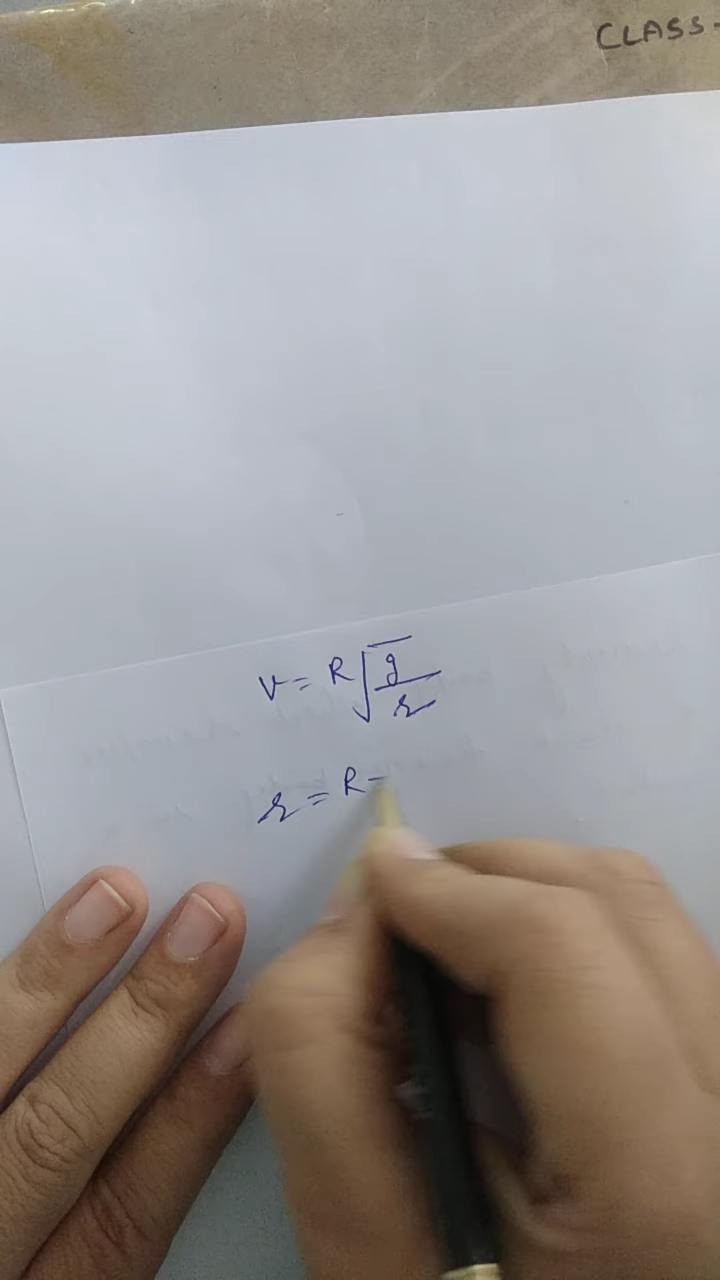 CLASS-
v = R√(g/r)
r = R-